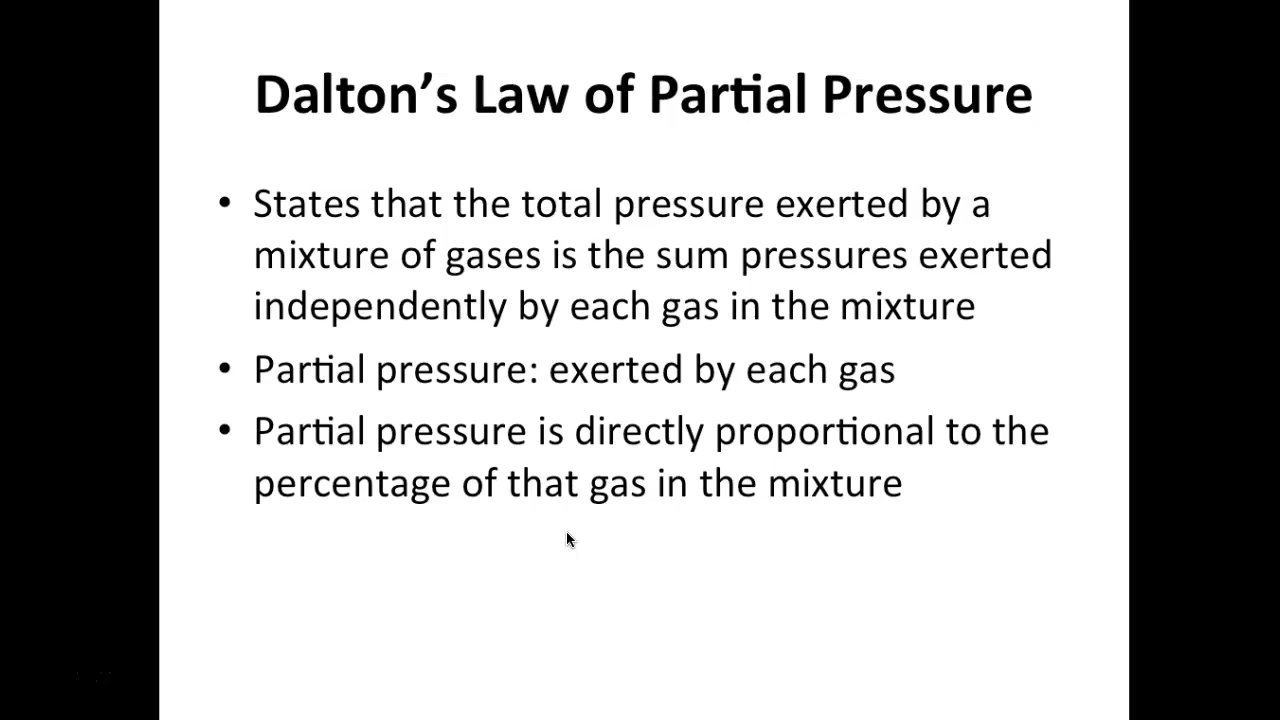 Dalton’s Law of Partial Pressure
• States that the total pressure exerted by a
mixture of gases is the sum pressures exerted
independently by each gas in the mixture
• Partial pressure: exerted by each gas
• Partial pressure is directly proportional to the
percentage of that gas in the mixture